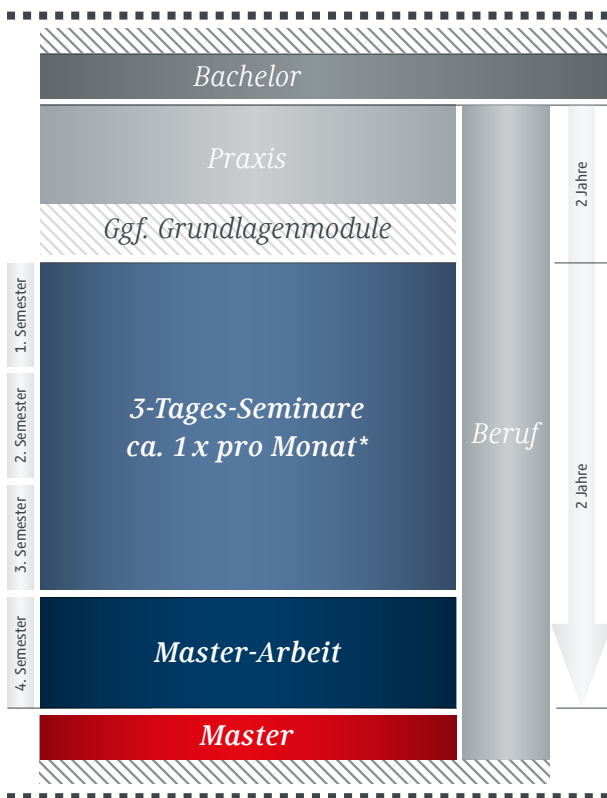 Bachelor
Praxis
2 Jahre
Ggf. Grundlagenmodule
1. Semester
2. Semester
3. Semester
4. Semester
3-Tages-Seminare
ca. 1 x pro Monat*
Beruf
2 Jahre
Master-Arbeit
Master